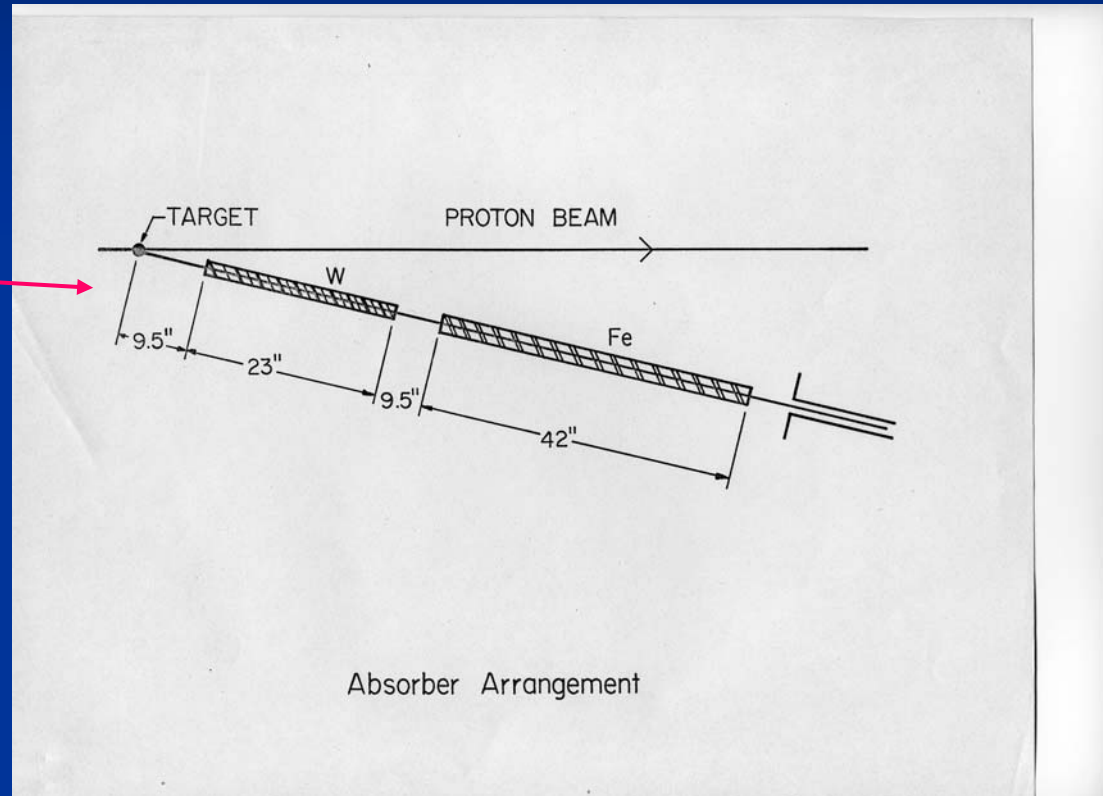 TARGET
PROTON BEAM
W
Fe
9.5"
23"
9.5"
42"
Absorber Arrangement